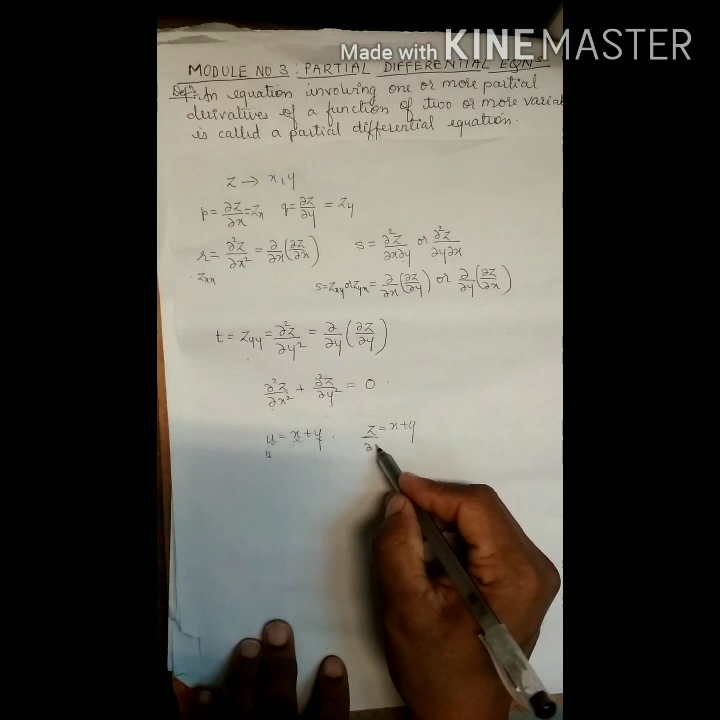 Made with KINEMASTER
MODULE NO 3 : PARTIAL DIFFERENTIAL EQNS
Defn: An equation involving one or more partial
derivatives of a function of two or more variab
is called a partial differential equation.
z → x, y
p = ∂z/∂x = zx q = ∂z/∂y = zy
r = ∂²z/∂x² = ∂/∂x (∂z/∂x) s = ∂²z/∂x∂y or ∂²z/∂y∂x
zxx s = zxy or zyx = ∂/∂x (∂z/∂y) or ∂/∂y (∂z/∂x)
t = zyy = ∂²z/∂y² = ∂/∂y (∂z/∂y)
∂²z/∂x² + ∂²z/∂y² = 0
u = x + y . z = x + y
u ∂